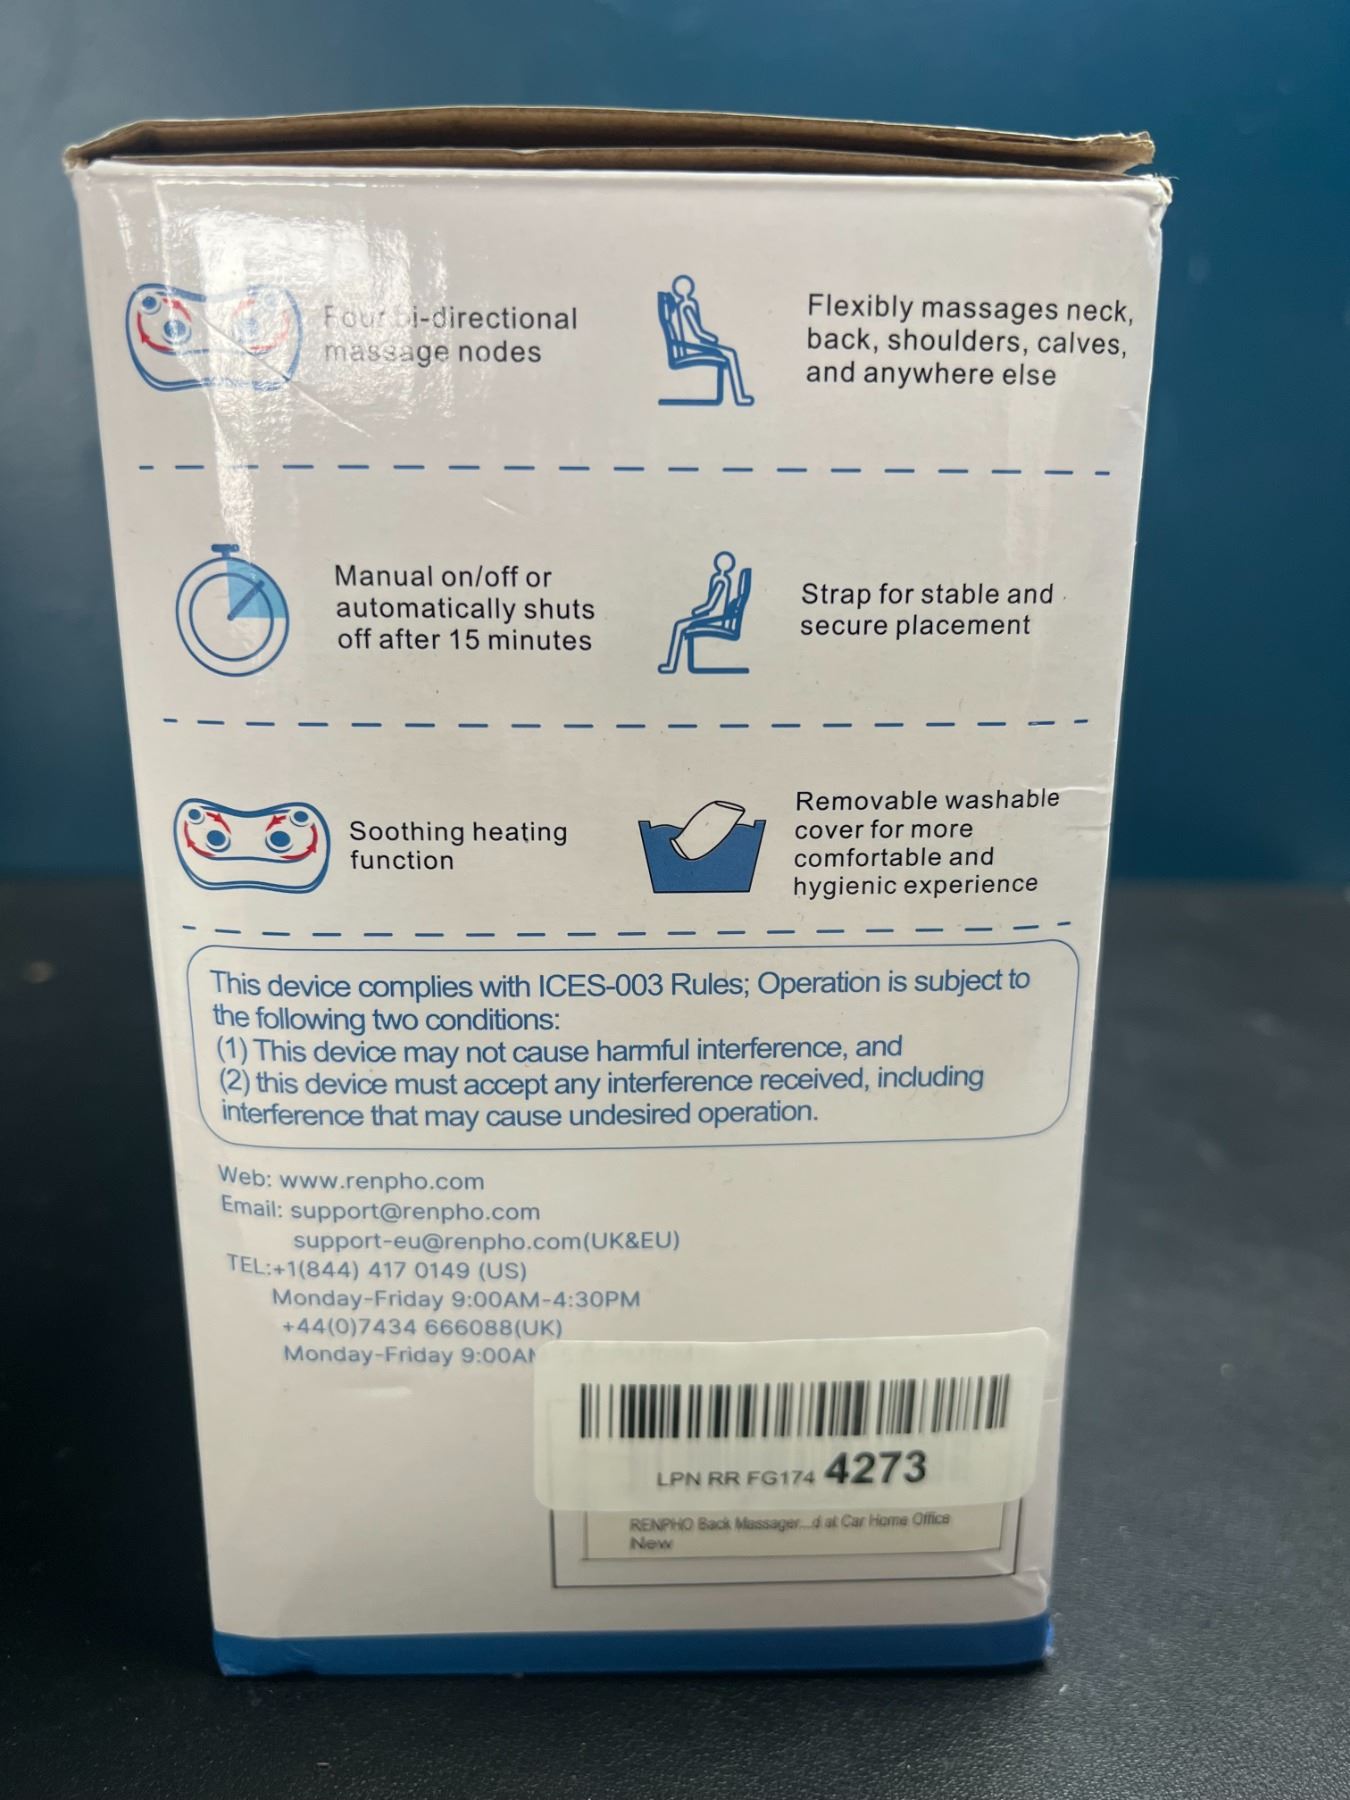 Four bi-directional
massage nodes
Flexibly massages neck,
back, shoulders, calves,
and anywhere else
Manual on/off or
automatically shuts
off after 15 minutes
Strap for stable and
secure placement
Soothing heating
function
Removable washable
cover for more
comfortable and
hygienic experience
This device complies with ICES-003 Rules; Operation is subject to
the following two conditions:
(1) This device may not cause harmful interference, and
(2) this device must accept any interference received, including
interference that may cause undesired operation.
Web: www.renpho.com
Email: support@renpho.com
support-eu@renpho.com(UK&EU)
TEL:+1(844) 417 0149 (US)
Monday-Friday 9:00AM-4:30PM
+44(0)7434 666088(UK)
Monday-Friday 9:00AM
LPN RR FG174 4273
RENPHO Back Massager...d at Car Home Office
New